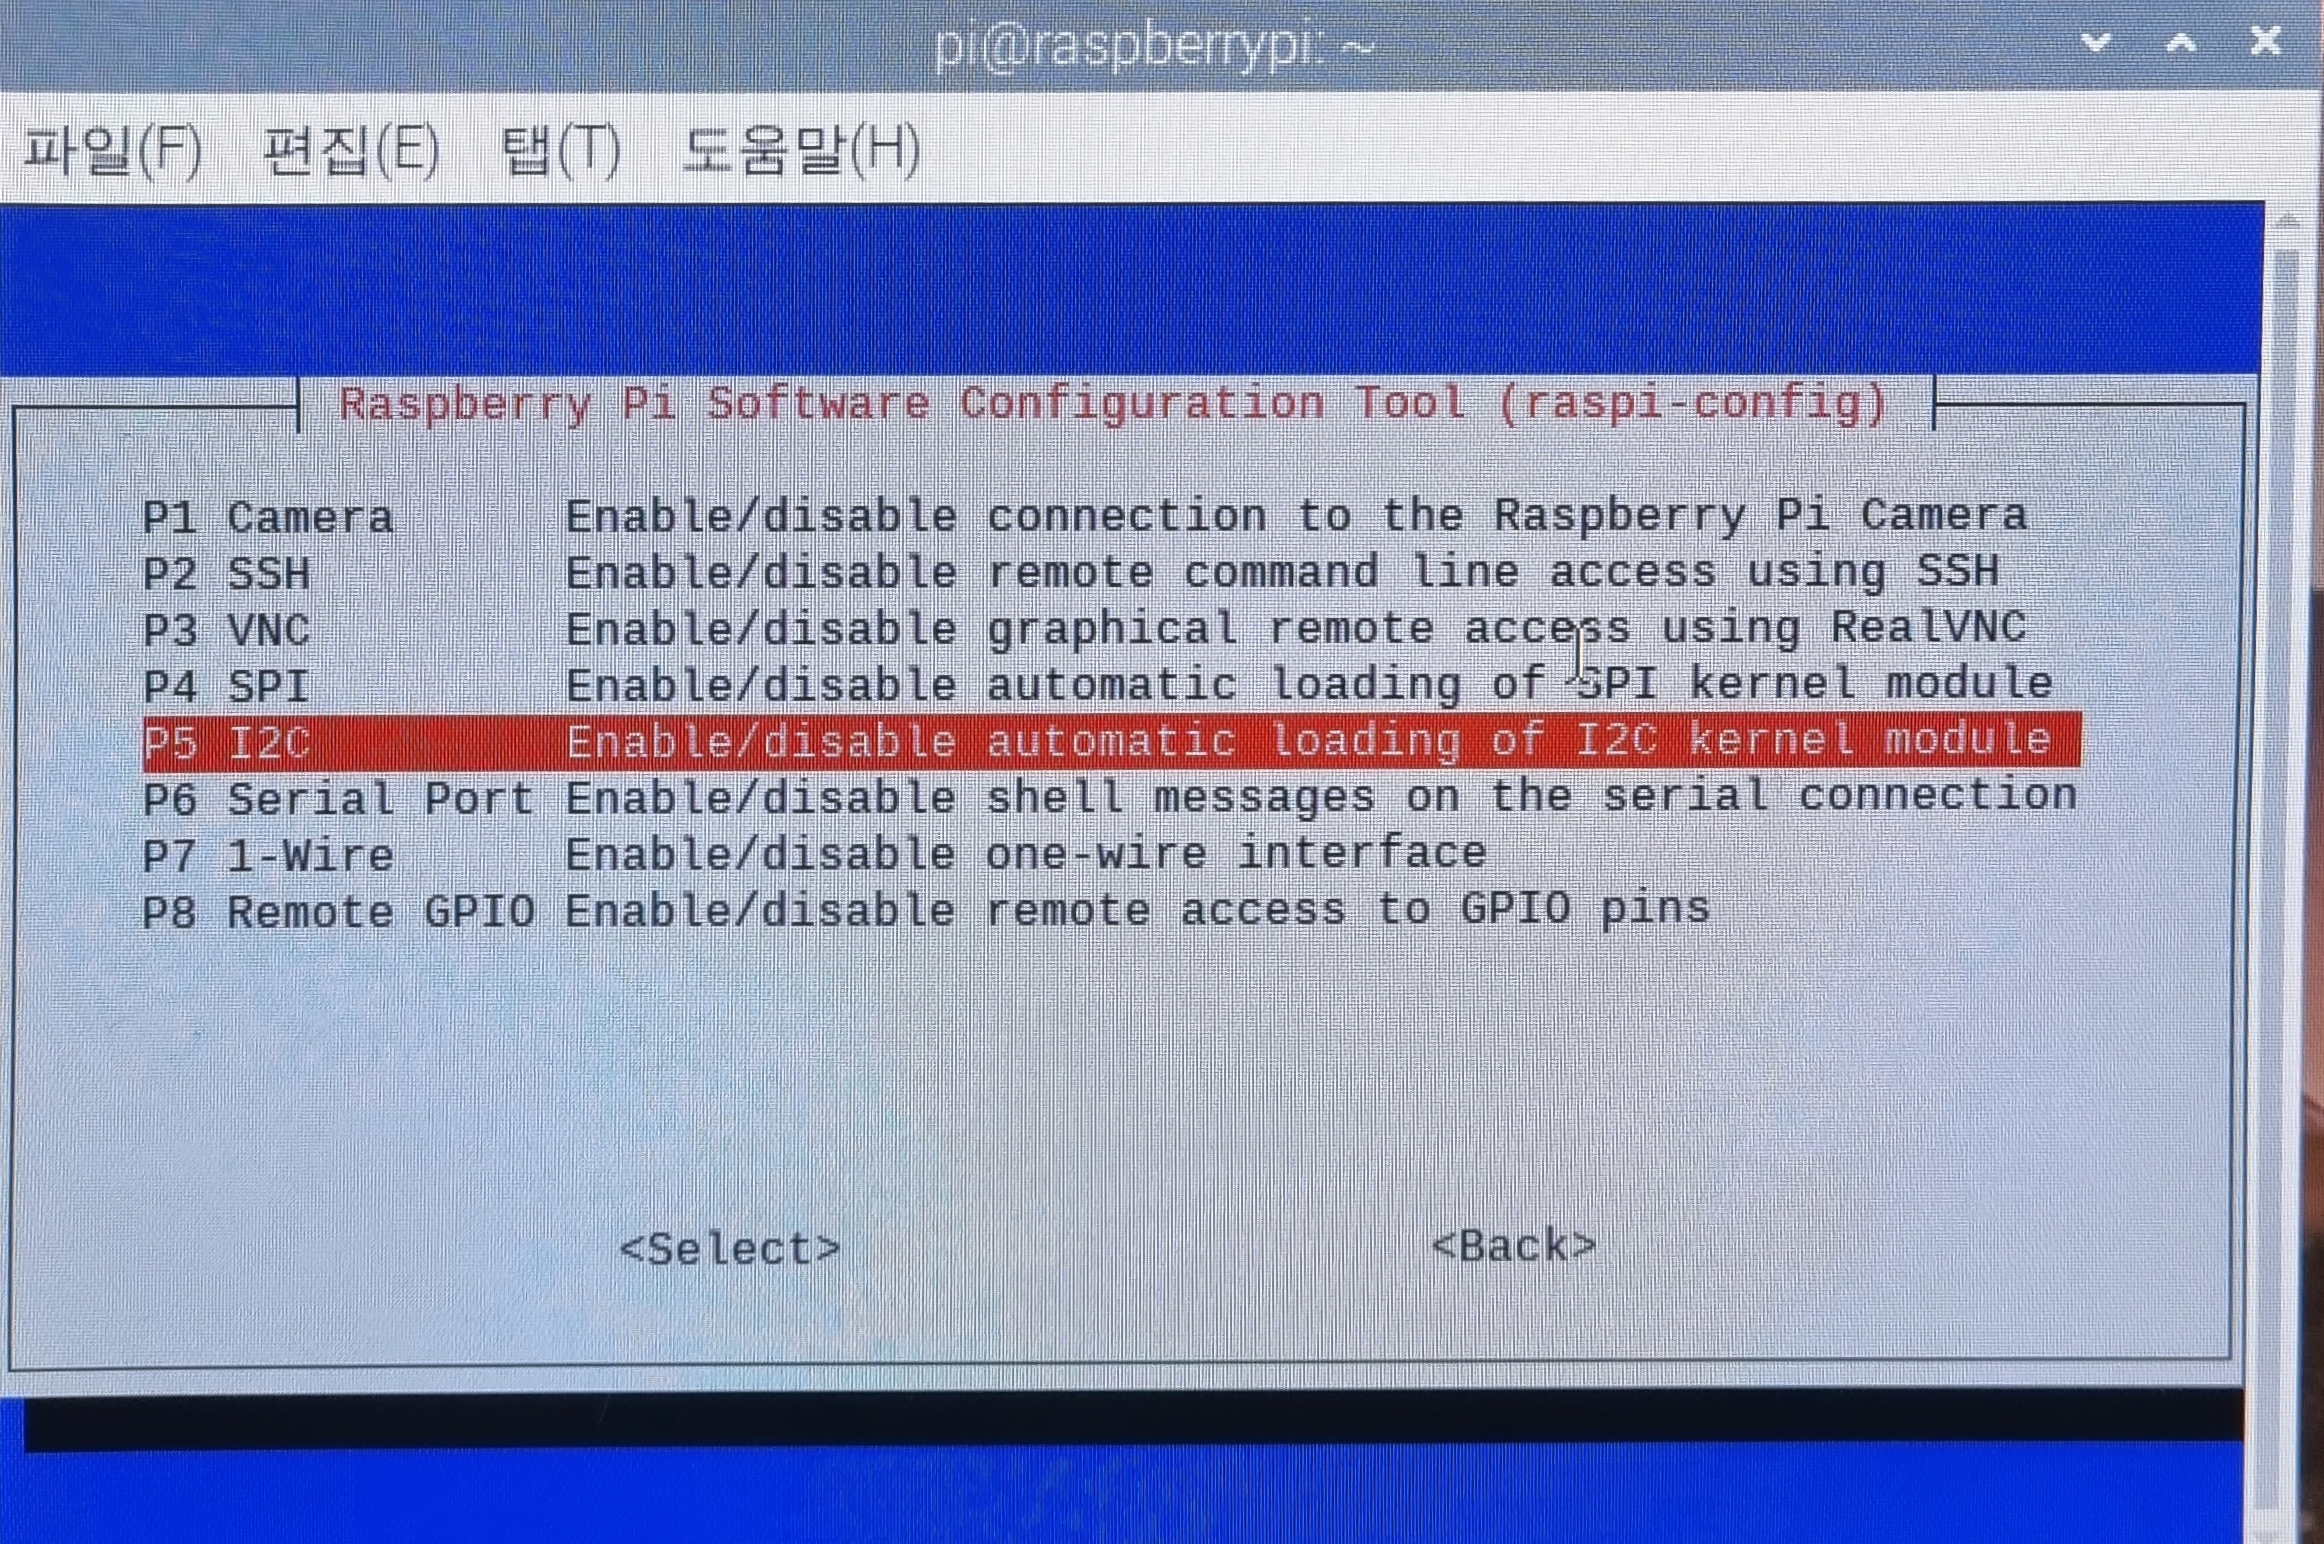 pi@raspberrypi: ~
파일(F) 편집(E) 탭(T) 도움말(H)
Raspberry Pi Software Configuration Tool (raspi-config)
P1 Camera Enable/disable connection to the Raspberry Pi Camera
P2 SSH Enable/disable remote command line access using SSH
P3 VNC Enable/disable graphical remote access using RealVNC
P4 SPI Enable/disable automatic loading of SPI kernel module
P5 I2C Enable/disable automatic loading of I2C kernel module
P6 Serial Port Enable/disable shell messages on the serial connection
P7 1-Wire Enable/disable one-wire interface
P8 Remote GPIO Enable/disable remote access to GPIO pins
<Select> <Back>